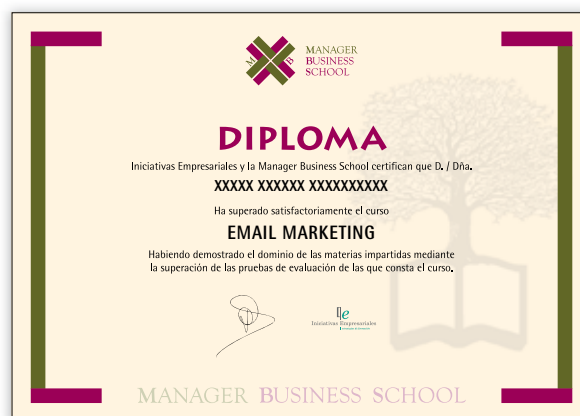 M B
MANAGER
BUSINESS
SCHOOL
DIPLOMA
Iniciativas Empresariales y la Manager Business School certifican que D. / Dña.
XXXXX XXXXXX XXXXXXXXXX
Ha superado satisfactoriamente el curso
EMAIL MARKETING
Habiendo demostrado el dominio de las materias impartidas mediante
la superación de las pruebas de evaluación de las que consta el curso.
Iniciativas Empresariales
MANAGER BUSINESS SCHOOL